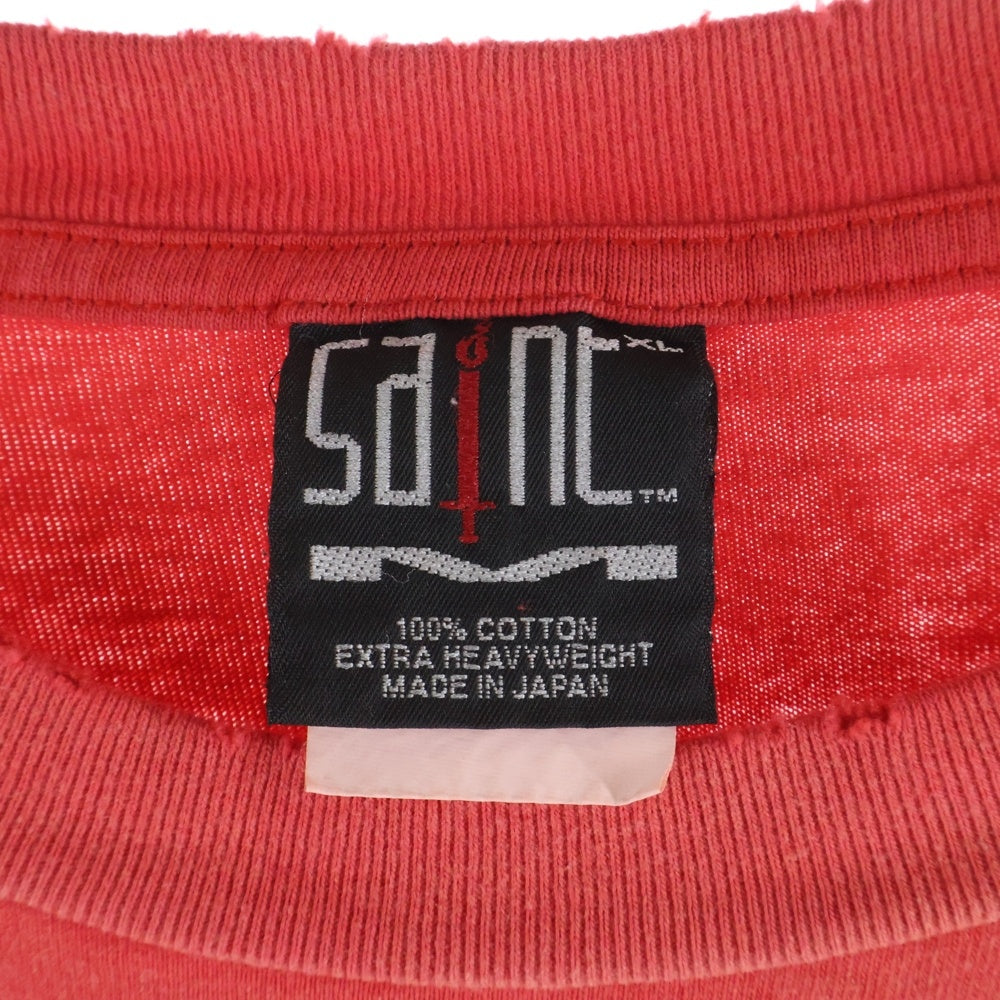 saint XL
TM
100% COTTON
EXTRA HEAVYWEIGHT
MADE IN JAPAN